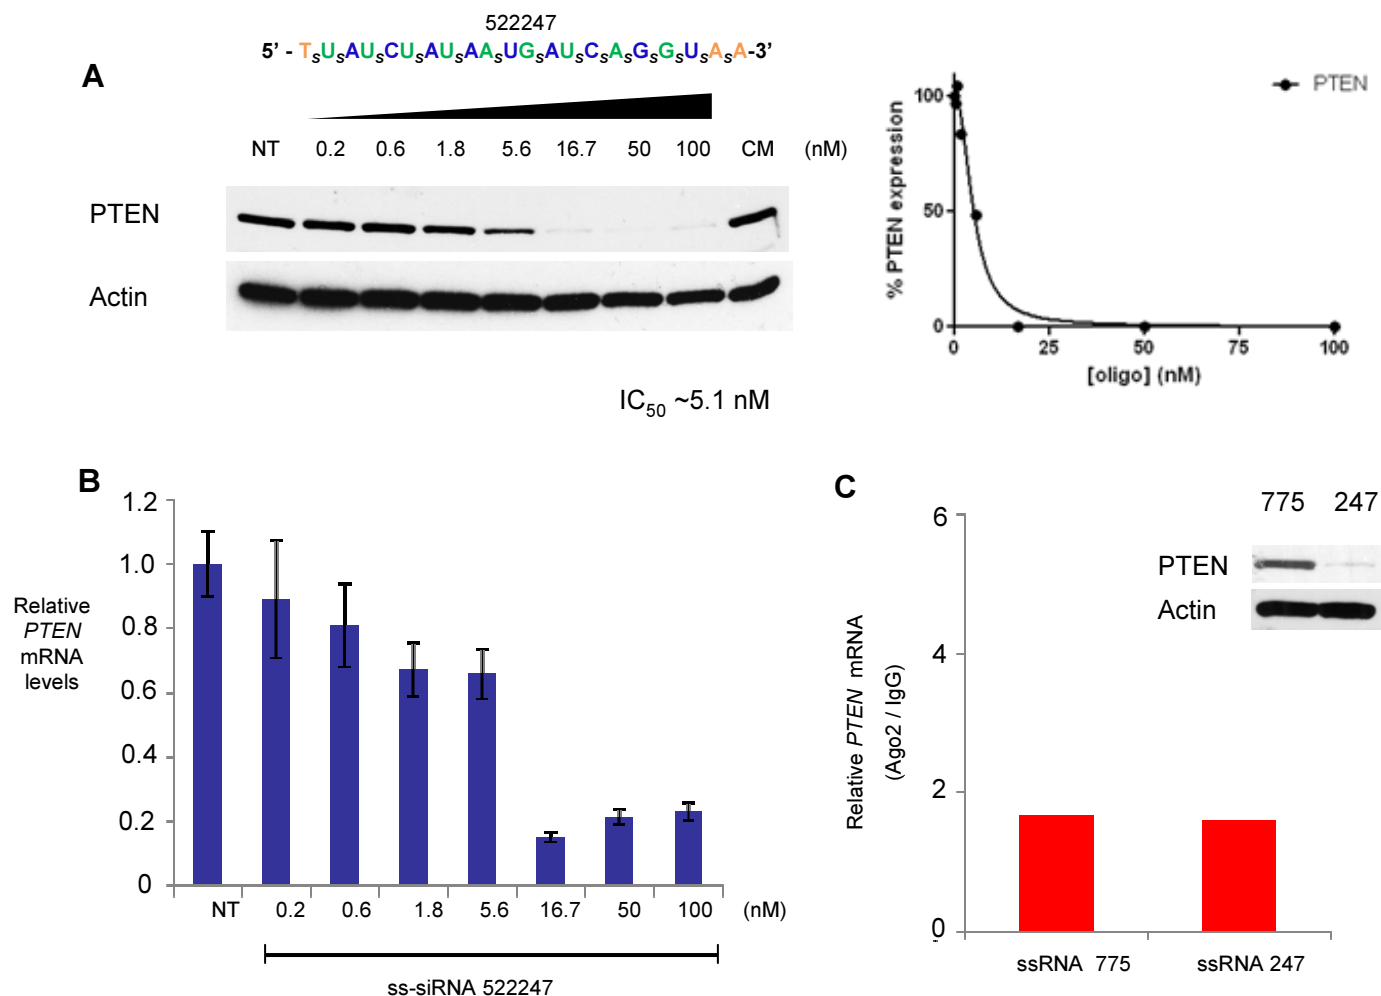 522247
5’ - TsUsAUsCUsAUsAAsUGsAUsCsAsGsGsUsAsA-3’
A
NT 0.2 0.6 1.8 5.6 16.7 50 100 CM (nM)
PTEN
Actin
IC50 ~5.1 nM
PTEN
% PTEN expression
100
50
0
0 25 50 75 100
[oligo] (nM)
B
Relative
PTEN
mRNA
levels
1.2
1.0
0.8
0.6
0.4
0.2
0
NT 0.2 0.6 1.8 5.6 16.7 50 100 (nM)
ss-siRNA 522247
C
775 247
PTEN
Actin
Relative PTEN mRNA
(Ago2 / IgG)
6
4
2
0
ssRNA 775 ssRNA 247